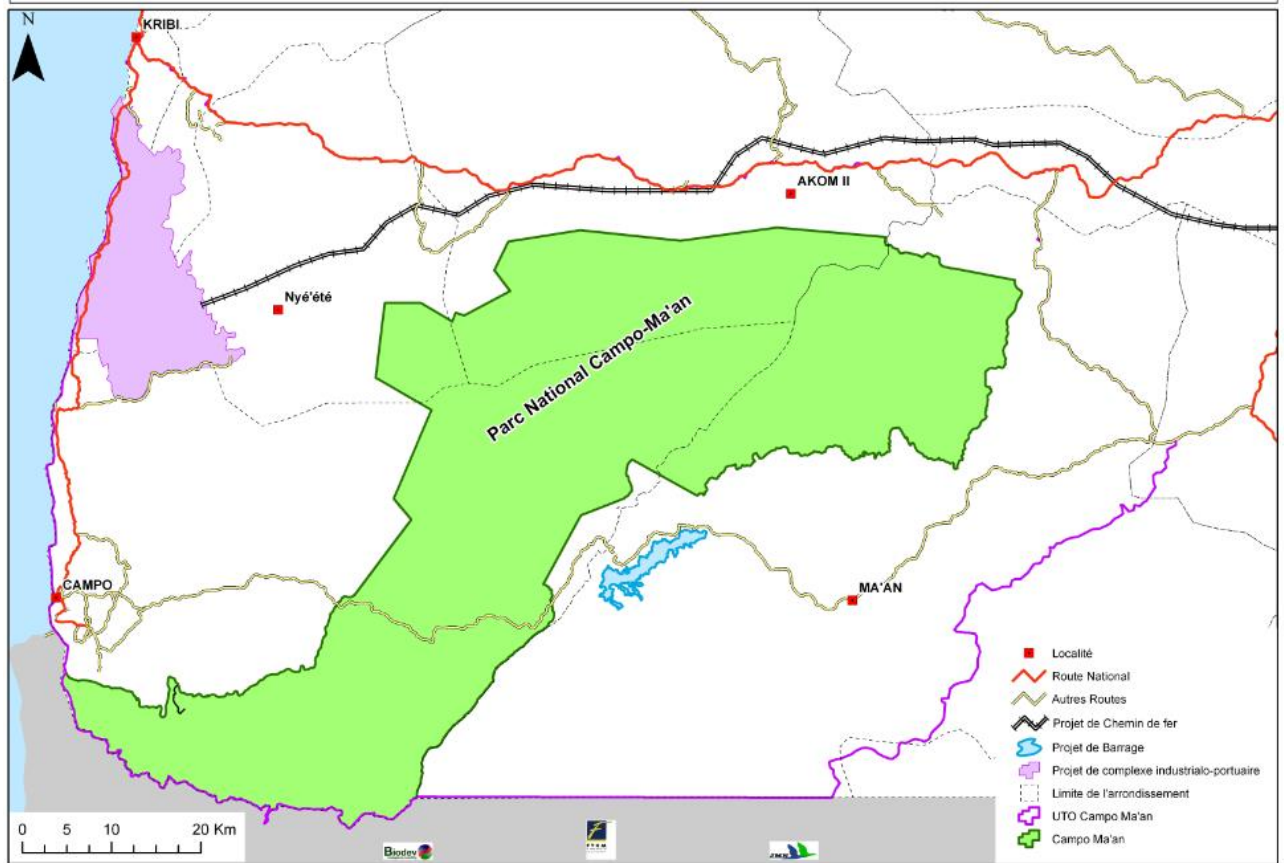 N
KRIBI
AKOM II
Nyé'été
Parc National Campo-Ma'an
CAMPO
MA'AN
Localité
Route National
Autres Routes
Projet de Chemin de fer
Projet de Barrage
Projet de complexe industrialo-portuaire
Limite de l'arrondissement
UTO Campo Ma'an
Campo Ma'an
0 5 10 20 Km
Biodev
FTHM
JMN